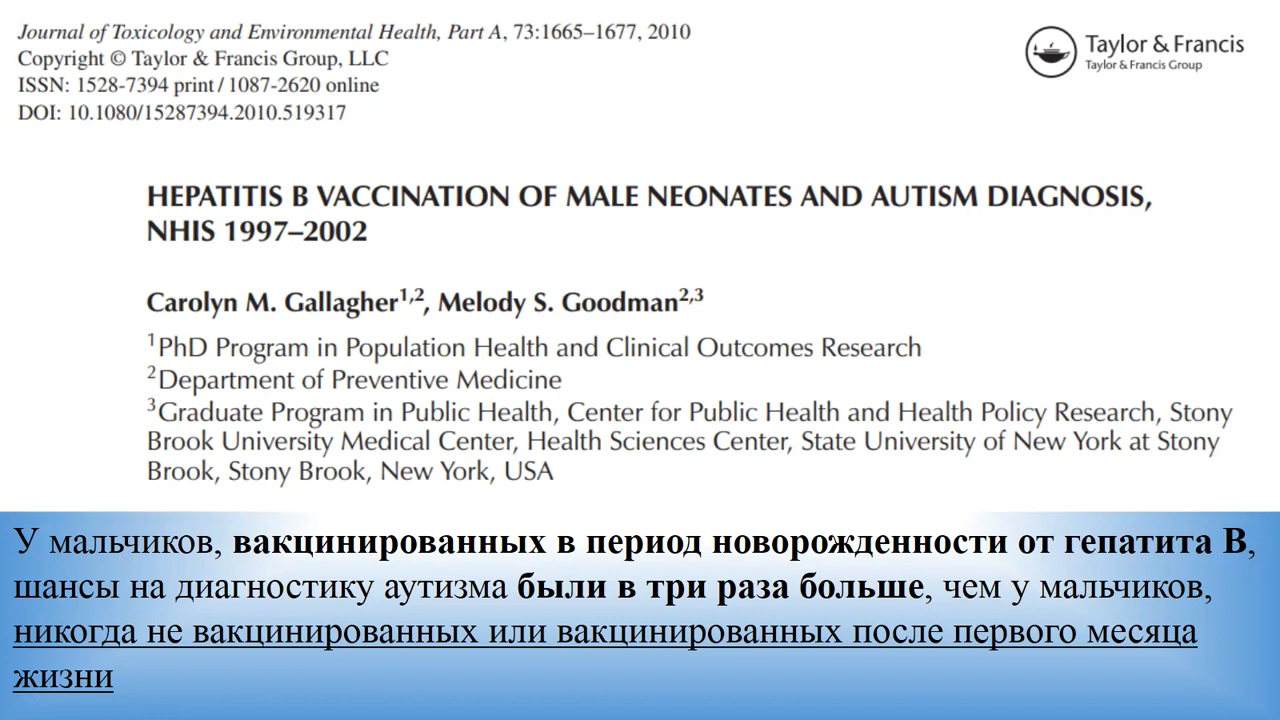 Journal of Toxicology and Environmental Health, Part A, 73:1665–1677, 2010
Copyright © Taylor & Francis Group, LLC
ISSN: 1528-7394 print / 1087-2620 online
DOI: 10.1080/15287394.2010.519317
Taylor & Francis
Taylor & Francis Group
HEPATITIS B VACCINATION OF MALE NEONATES AND AUTISM DIAGNOSIS,
NHIS 1997–2002
Carolyn M. Gallagher1,2, Melody S. Goodman2,3
1PhD Program in Population Health and Clinical Outcomes Research
2Department of Preventive Medicine
3Graduate Program in Public Health, Center for Public Health and Health Policy Research, Stony
Brook University Medical Center, Health Sciences Center, State University of New York at Stony
Brook, Stony Brook, New York, USA
У мальчиков, вакцинированных в период новорожденности от гепатита В,
шансы на диагностику аутизма были в три раза больше, чем у мальчиков,
никогда не вакцинированных или вакцинированных после первого месяца
жизни